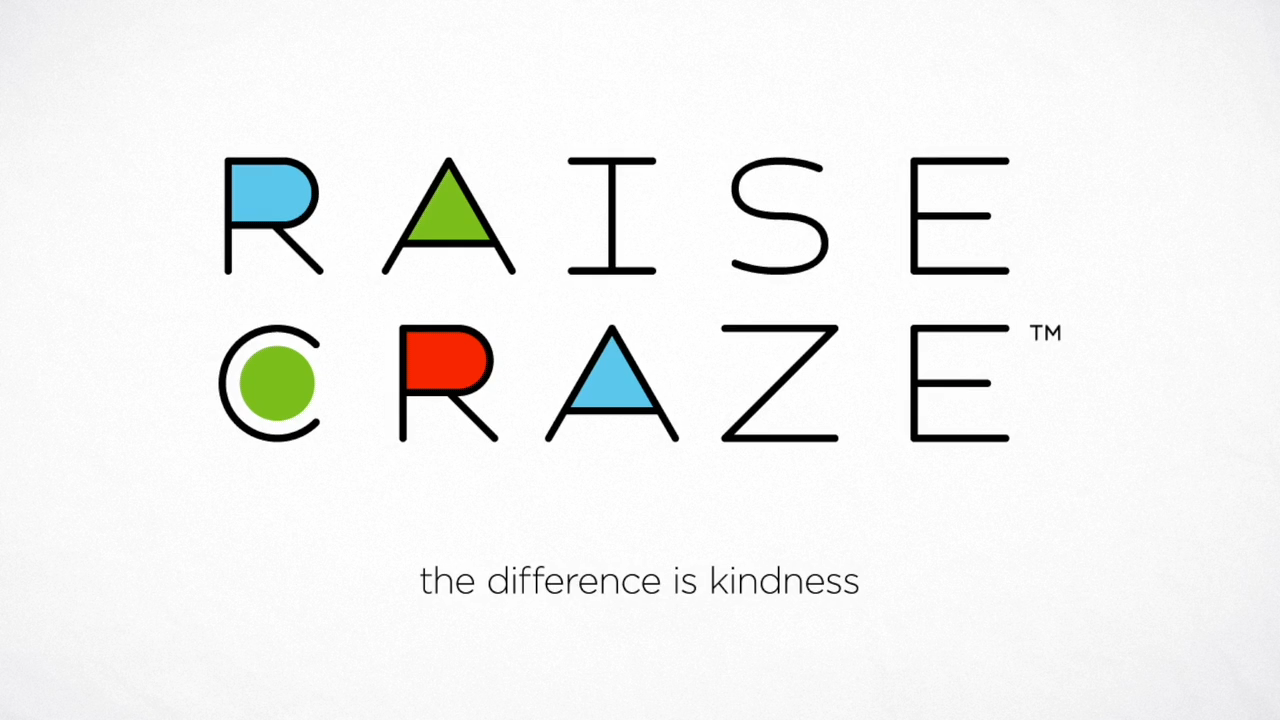 RAISE
CRAZE™
the difference is kindness